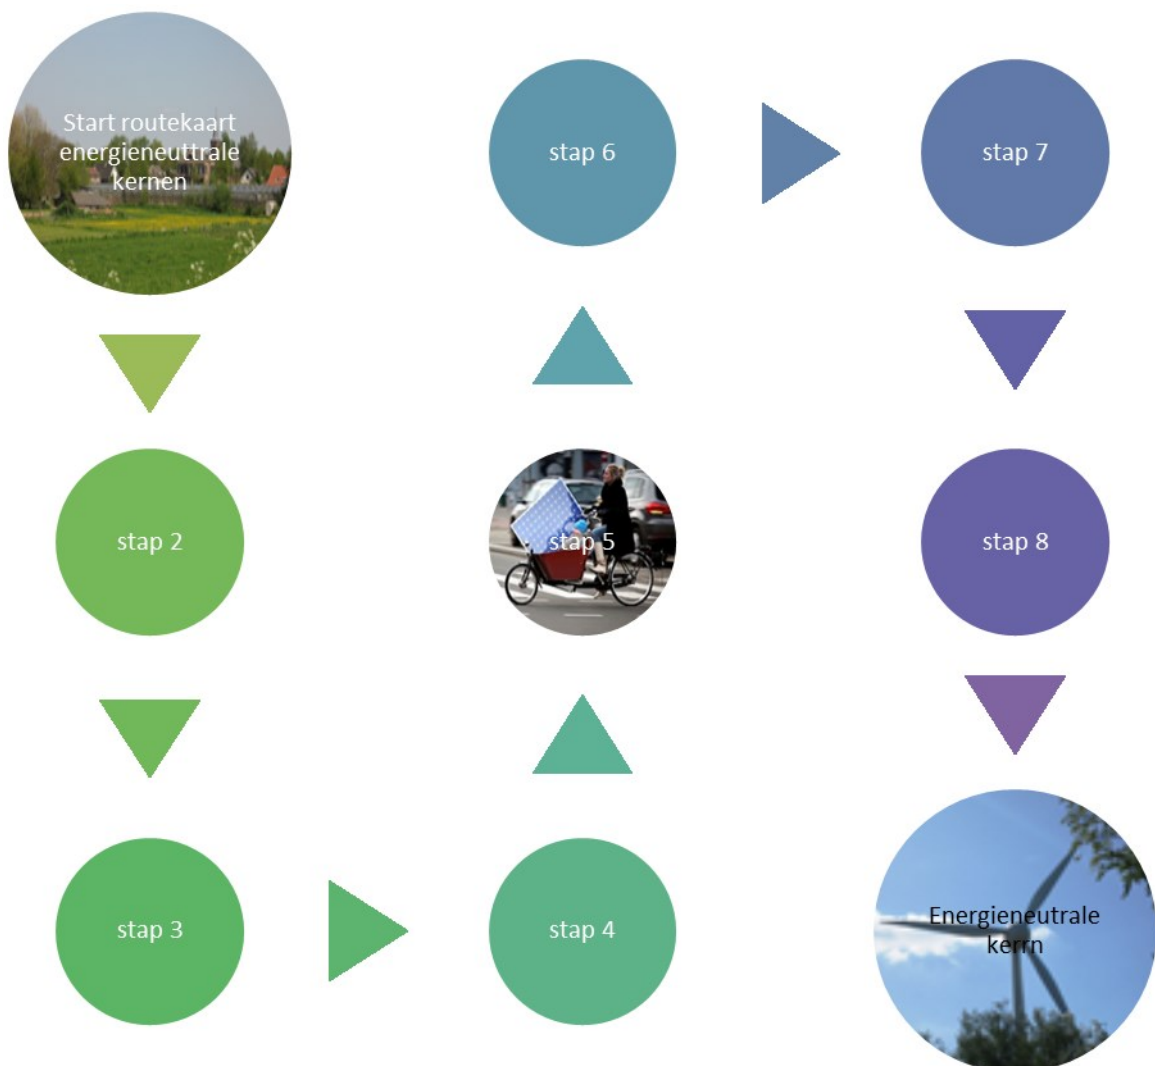 Start routekaart
energieneuttrale
kernen
stap 2
stap 3
stap 4
stap 5
stap 6
stap 7
stap 8
Energieneutrale
kerrn